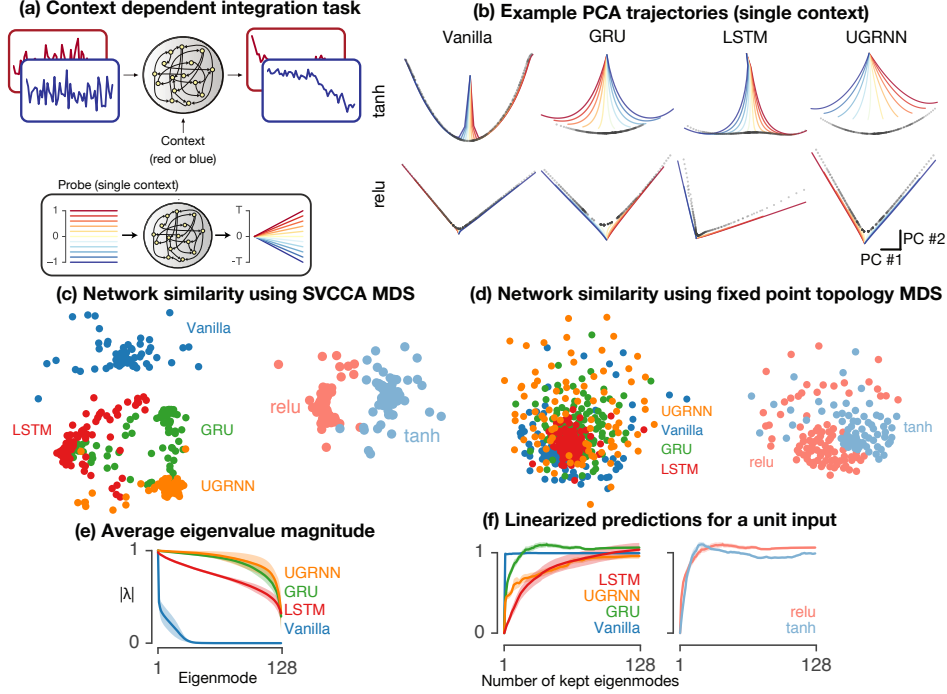 (a) Context dependent integration task
Context
(red or blue)
Probe (single context)
1
−1
T
-T
(b) Example PCA trajectories (single context)
Vanilla GRU LSTM UGRNN
tanh
relu
PC #2
PC #1
(c) Network similarity using SVCCA MDS
Vanilla
LSTM
GRU
UGRNN
relu
tanh
(d) Network similarity using fixed point topology MDS
UGRNN
Vanilla
GRU
LSTM
relu
tanh
(e) Average eigenvalue magnitude
1
|λ|
0
UGRNN
GRU
LSTM
Vanilla
1 128
Eigenmode
(f) Linearized predictions for a unit input
1
0
LSTM
UGRNN
GRU
Vanilla
1 128
1
0
relu
tanh
1 128
Number of kept eigenmodes